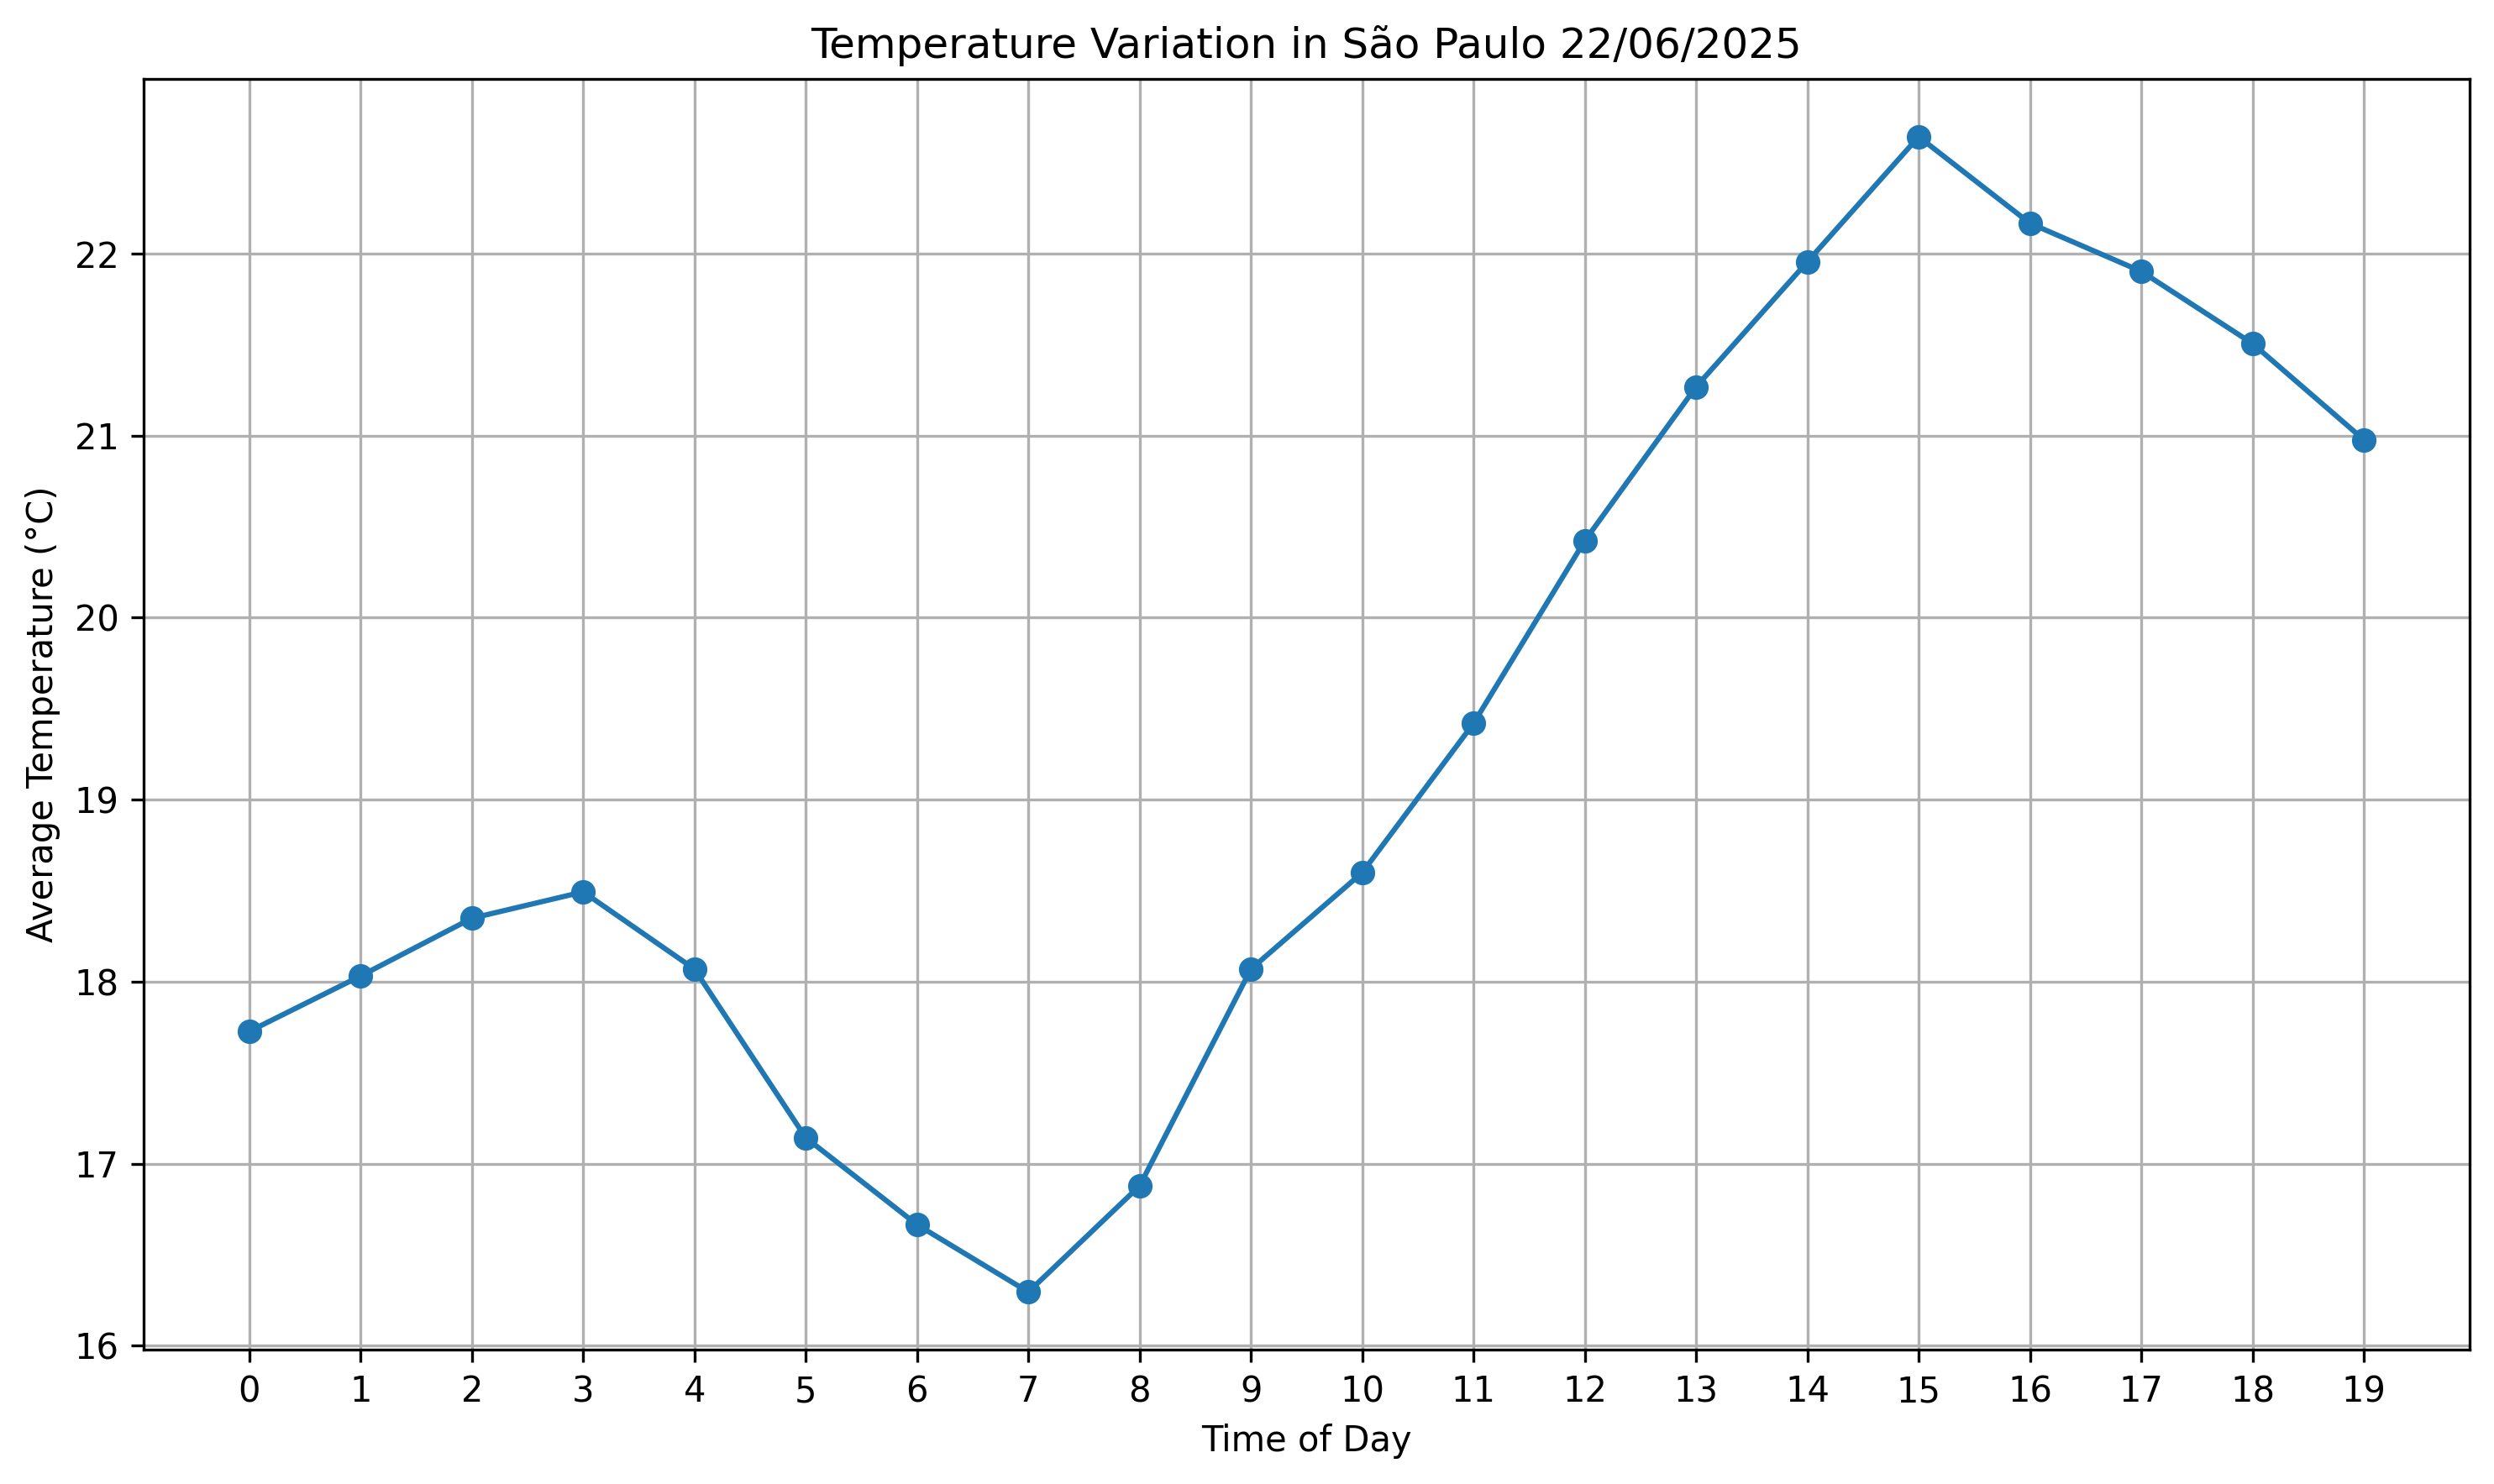 Temperature Variation in São Paulo 22/06/2025
Average Temperature (°C)
22
21
20
19
18
17
16
0 1 2 3 4 5 6 7 8 9 10 11 12 13 14 15 16 17 18 19
Time of Day